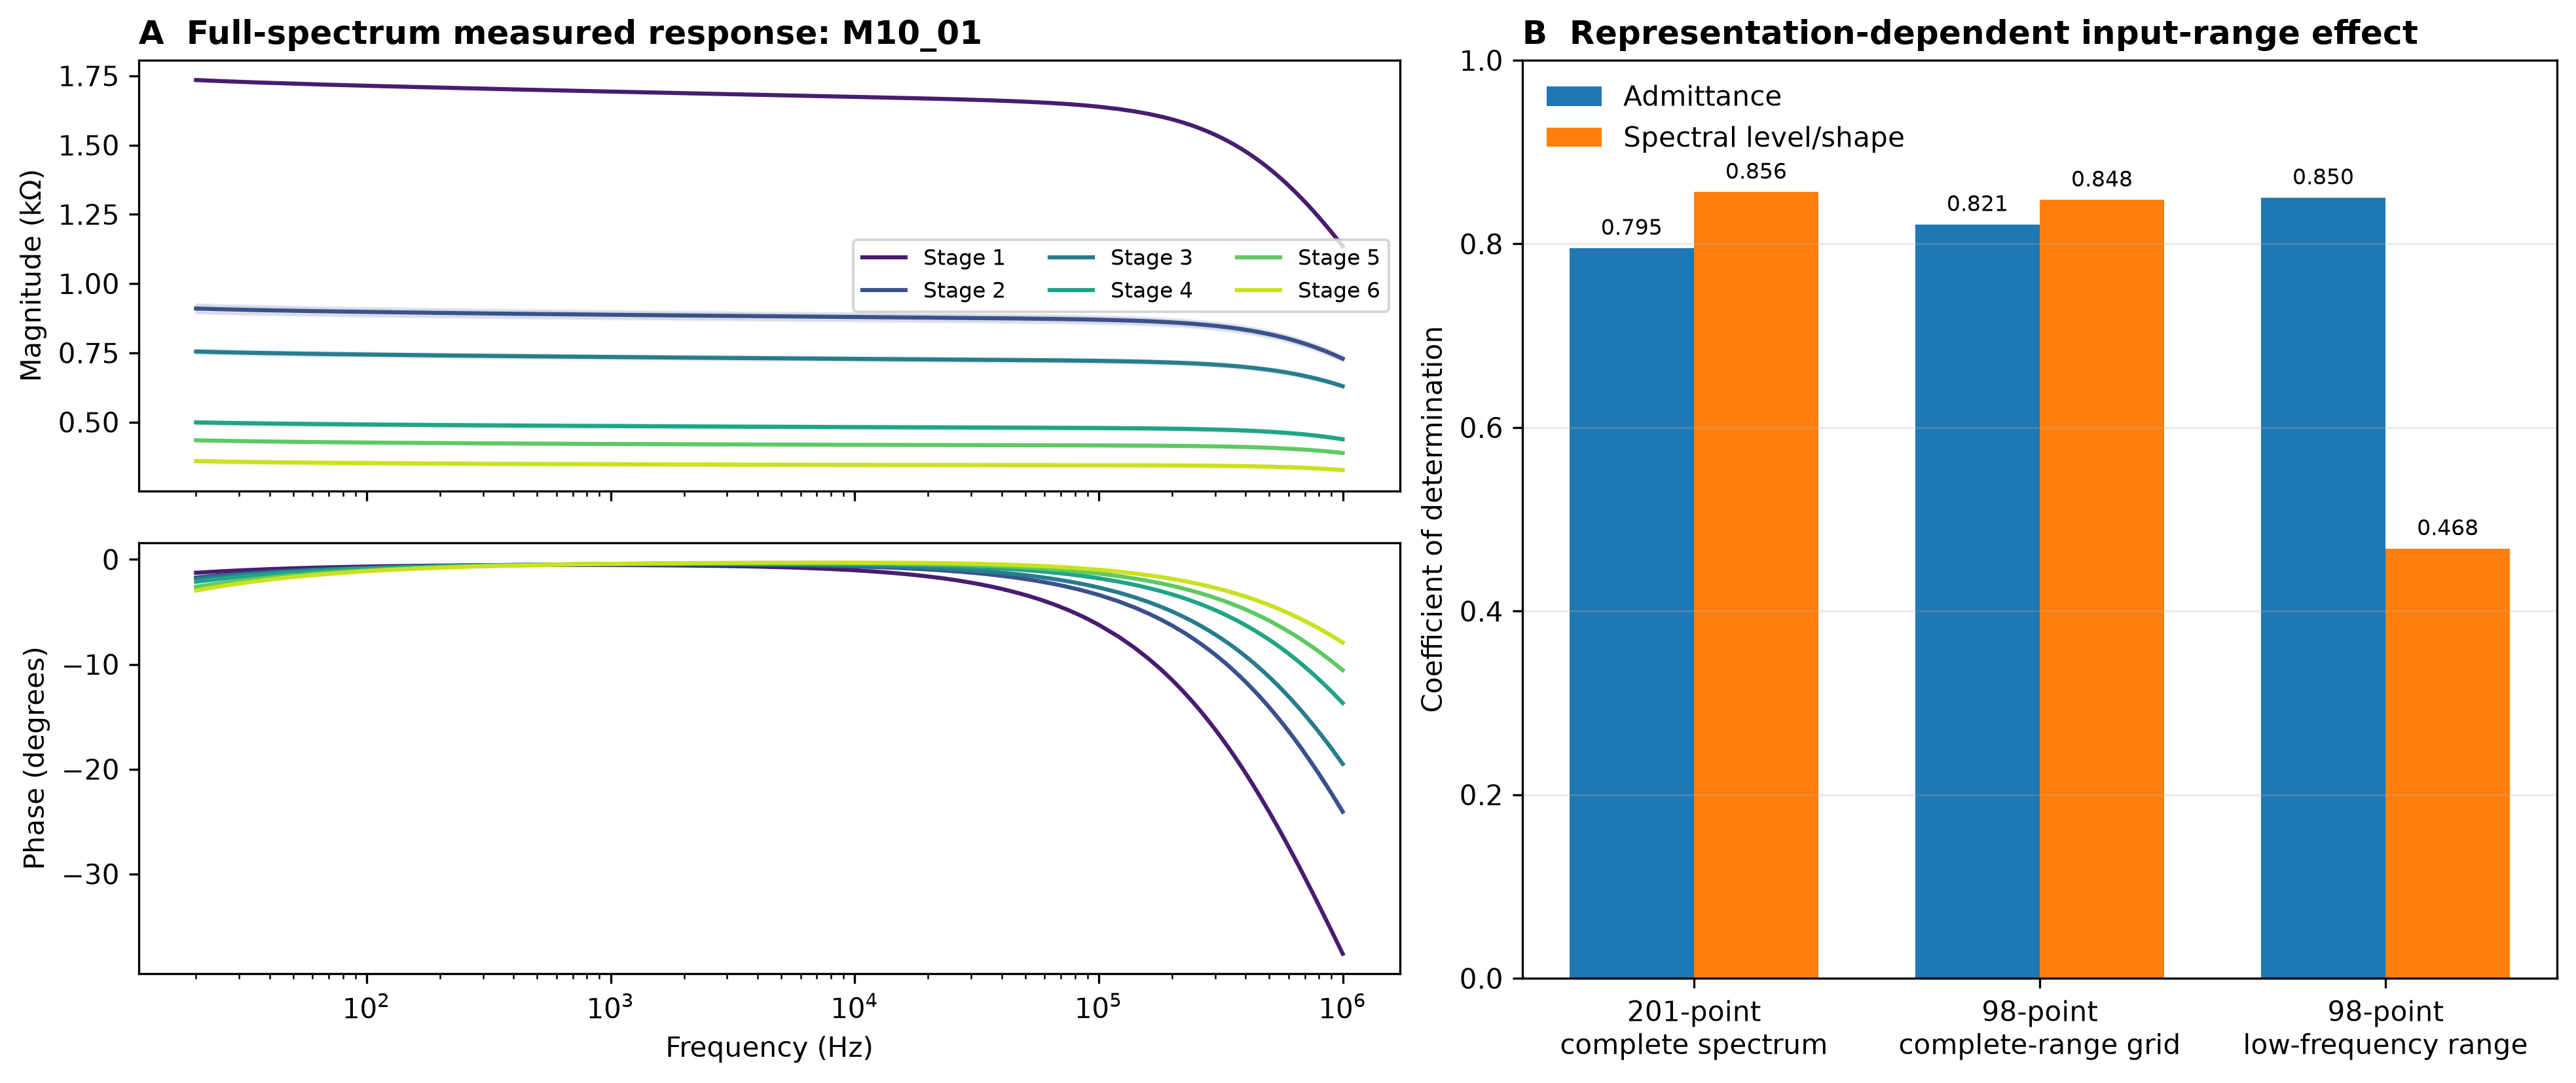 A Full-spectrum measured response: M10_01
1.75
1.50
1.25
1.00
0.75
0.50
Magnitude (kΩ)
Stage 1 Stage 3 Stage 5
Stage 2 Stage 4 Stage 6
0
−10
−20
−30
Phase (degrees)
10² 10³ 10⁴ 10⁵ 10⁶
Frequency (Hz)
B Representation-dependent input-range effect
1.0
0.8
0.6
0.4
0.2
0.0
Coefficient of determination
Admittance
Spectral level/shape
0.795
0.856
0.821
0.848
0.850
0.468
201-point
complete spectrum
98-point
complete-range grid
98-point
low-frequency range